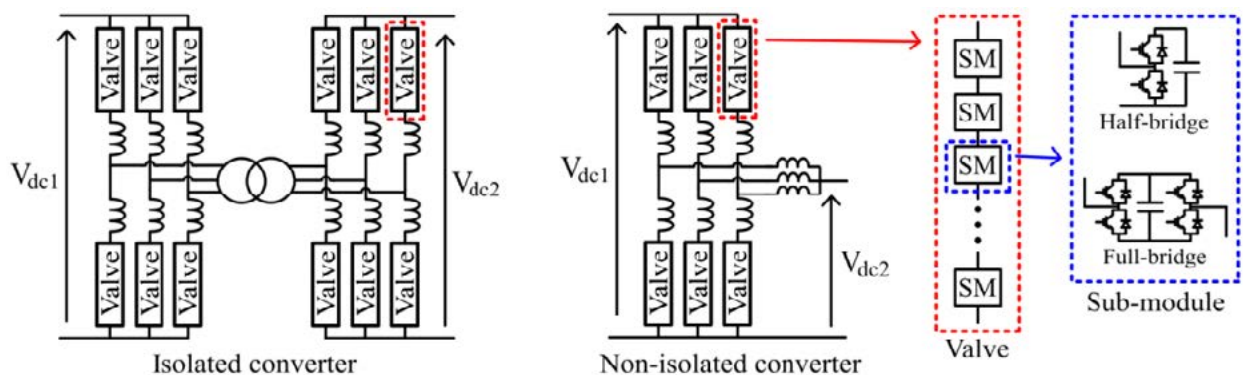 Valve
Valve
Valve
Valve
Valve
Valve
V_dc1
V_dc2
Valve
Valve
Valve
Valve
Valve
Valve
Isolated converter
Valve
Valve
Valve
V_dc1
V_dc2
Valve
Valve
Valve
Non-isolated converter
SM
SM
SM
SM
Valve
Half-bridge
Full-bridge
Sub-module